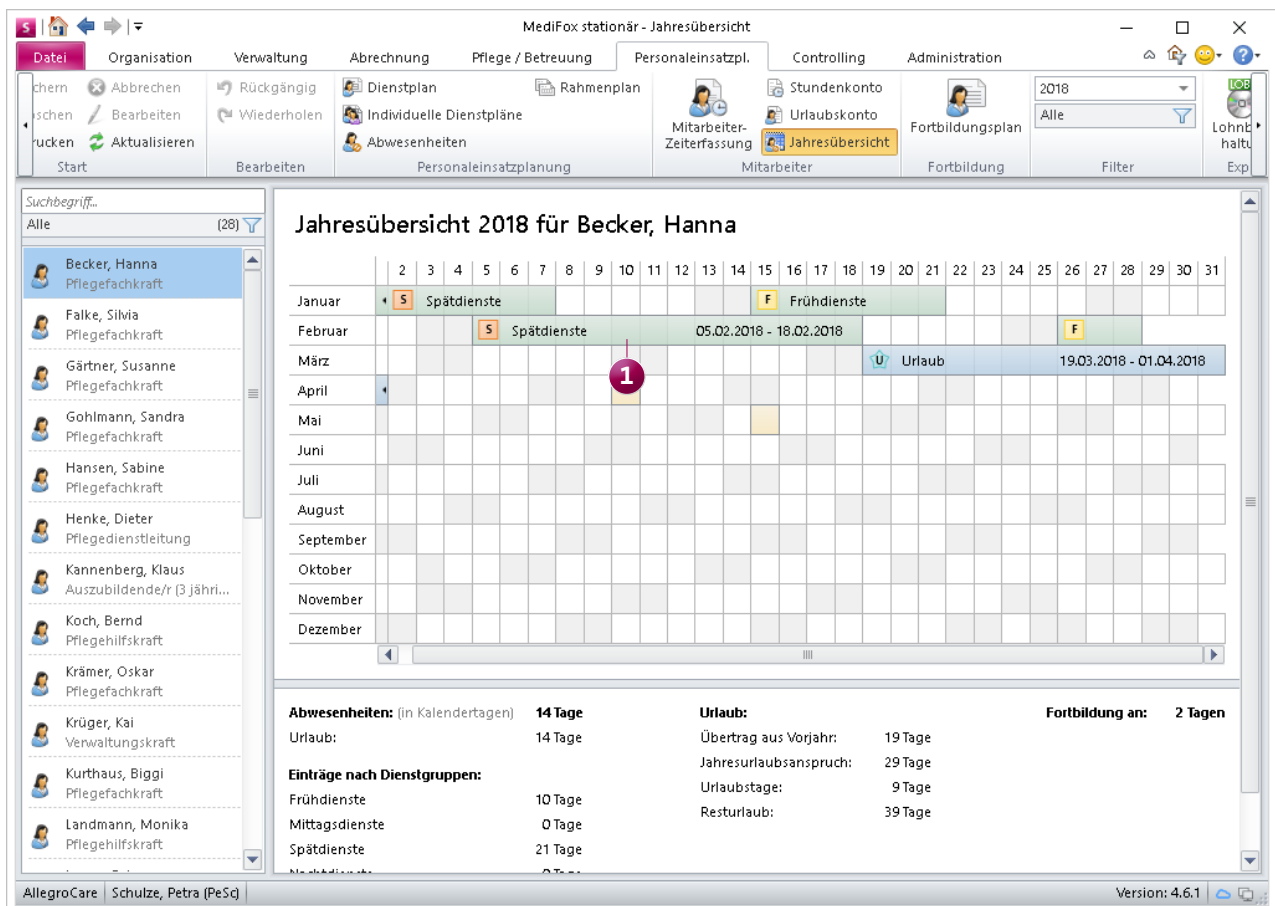 S
MediFox stationär - Jahresübersicht
Datei Organisation Verwaltung Abrechnung Pflege / Betreuung Personaleinsatzpl. Controlling Administration
chern Abbrechen Rückgängig Dienstplan Rahmenplan Stundenkonto 2018 LOB
schen Bearbeiten Wiederholen Individuelle Dienstpläne Mitarbeiter- Urlaubskonto Fortbildungsplan Alle Lohnb
rucken Aktualisieren Abwesenheiten Zeiterfassung Jahresübersicht haltu
Start Bearbeiten Personaleinsatzplanung Mitarbeiter Fortbildung Filter Exp
Suchbegriff...
Alle (28)
Becker, Hanna
Pflegefachkraft
Falke, Silvia
Pflegefachkraft
Gärtner, Susanne
Pflegefachkraft
Gohlmann, Sandra
Pflegefachkraft
Hansen, Sabine
Pflegefachkraft
Henke, Dieter
Pflegedienstleitung
Kannenberg, Klaus
Auszubildende/r (3 jähri...
Koch, Bernd
Pflegehilfskraft
Krämer, Oskar
Pflegefachkraft
Krüger, Kai
Verwaltungskraft
Kurthaus, Biggi
Pflegefachkraft
Landmann, Monika
Pflegehilfskraft
Jahresübersicht 2018 für Becker, Hanna
2 3 4 5 6 7 8 9 10 11 12 13 14 15 16 17 18 19 20 21 22 23 24 25 26 27 28 29 30 31
Januar S Spätdienste F Frühdienste
Februar S Spätdienste 05.02.2018 - 18.02.2018 F
März U Urlaub 19.03.2018 - 01.04.2018
1
April
Mai
Juni
Juli
August
September
Oktober
November
Dezember
Abwesenheiten: (in Kalendertagen) 14 Tage
Urlaub: 14 Tage
Einträge nach Dienstgruppen:
Frühdienste 10 Tage
Mittagsdienste 0 Tage
Spätdienste 21 Tage
Urlaub:
Übertrag aus Vorjahr: 19 Tage
Jahresurlaubsanspruch: 29 Tage
Urlaubstage: 9 Tage
Resturlaub: 39 Tage
Fortbildung an: 2 Tagen
AllegroCare Schulze, Petra (PeSc) Version: 4.6.1